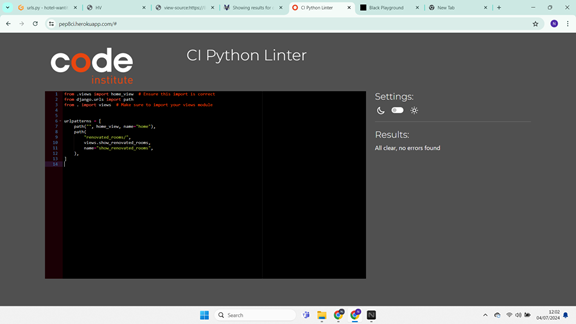 urls.py - hotel-warm
HV
view-source:https://
Showing results for -
CI Python Linter
Black Playground
New Tab
pep8ci.herokuapp.com/#
code
institute
CI Python Linter
1 from .views import home_view # Ensure this import is correct
2 from django.urls import path
3 from . import views # Make sure to import your views module
4
5
6 urlpatterns = [
7 path("", home_view, name="home"),
8 path(
9 "renovated_rooms/",
10 views.show_renovated_rooms,
11 name="show_renovated_rooms",
12 ),
13 ]
14
Settings:
Results:
All clear, no errors found
Search
12:02
04/07/2024